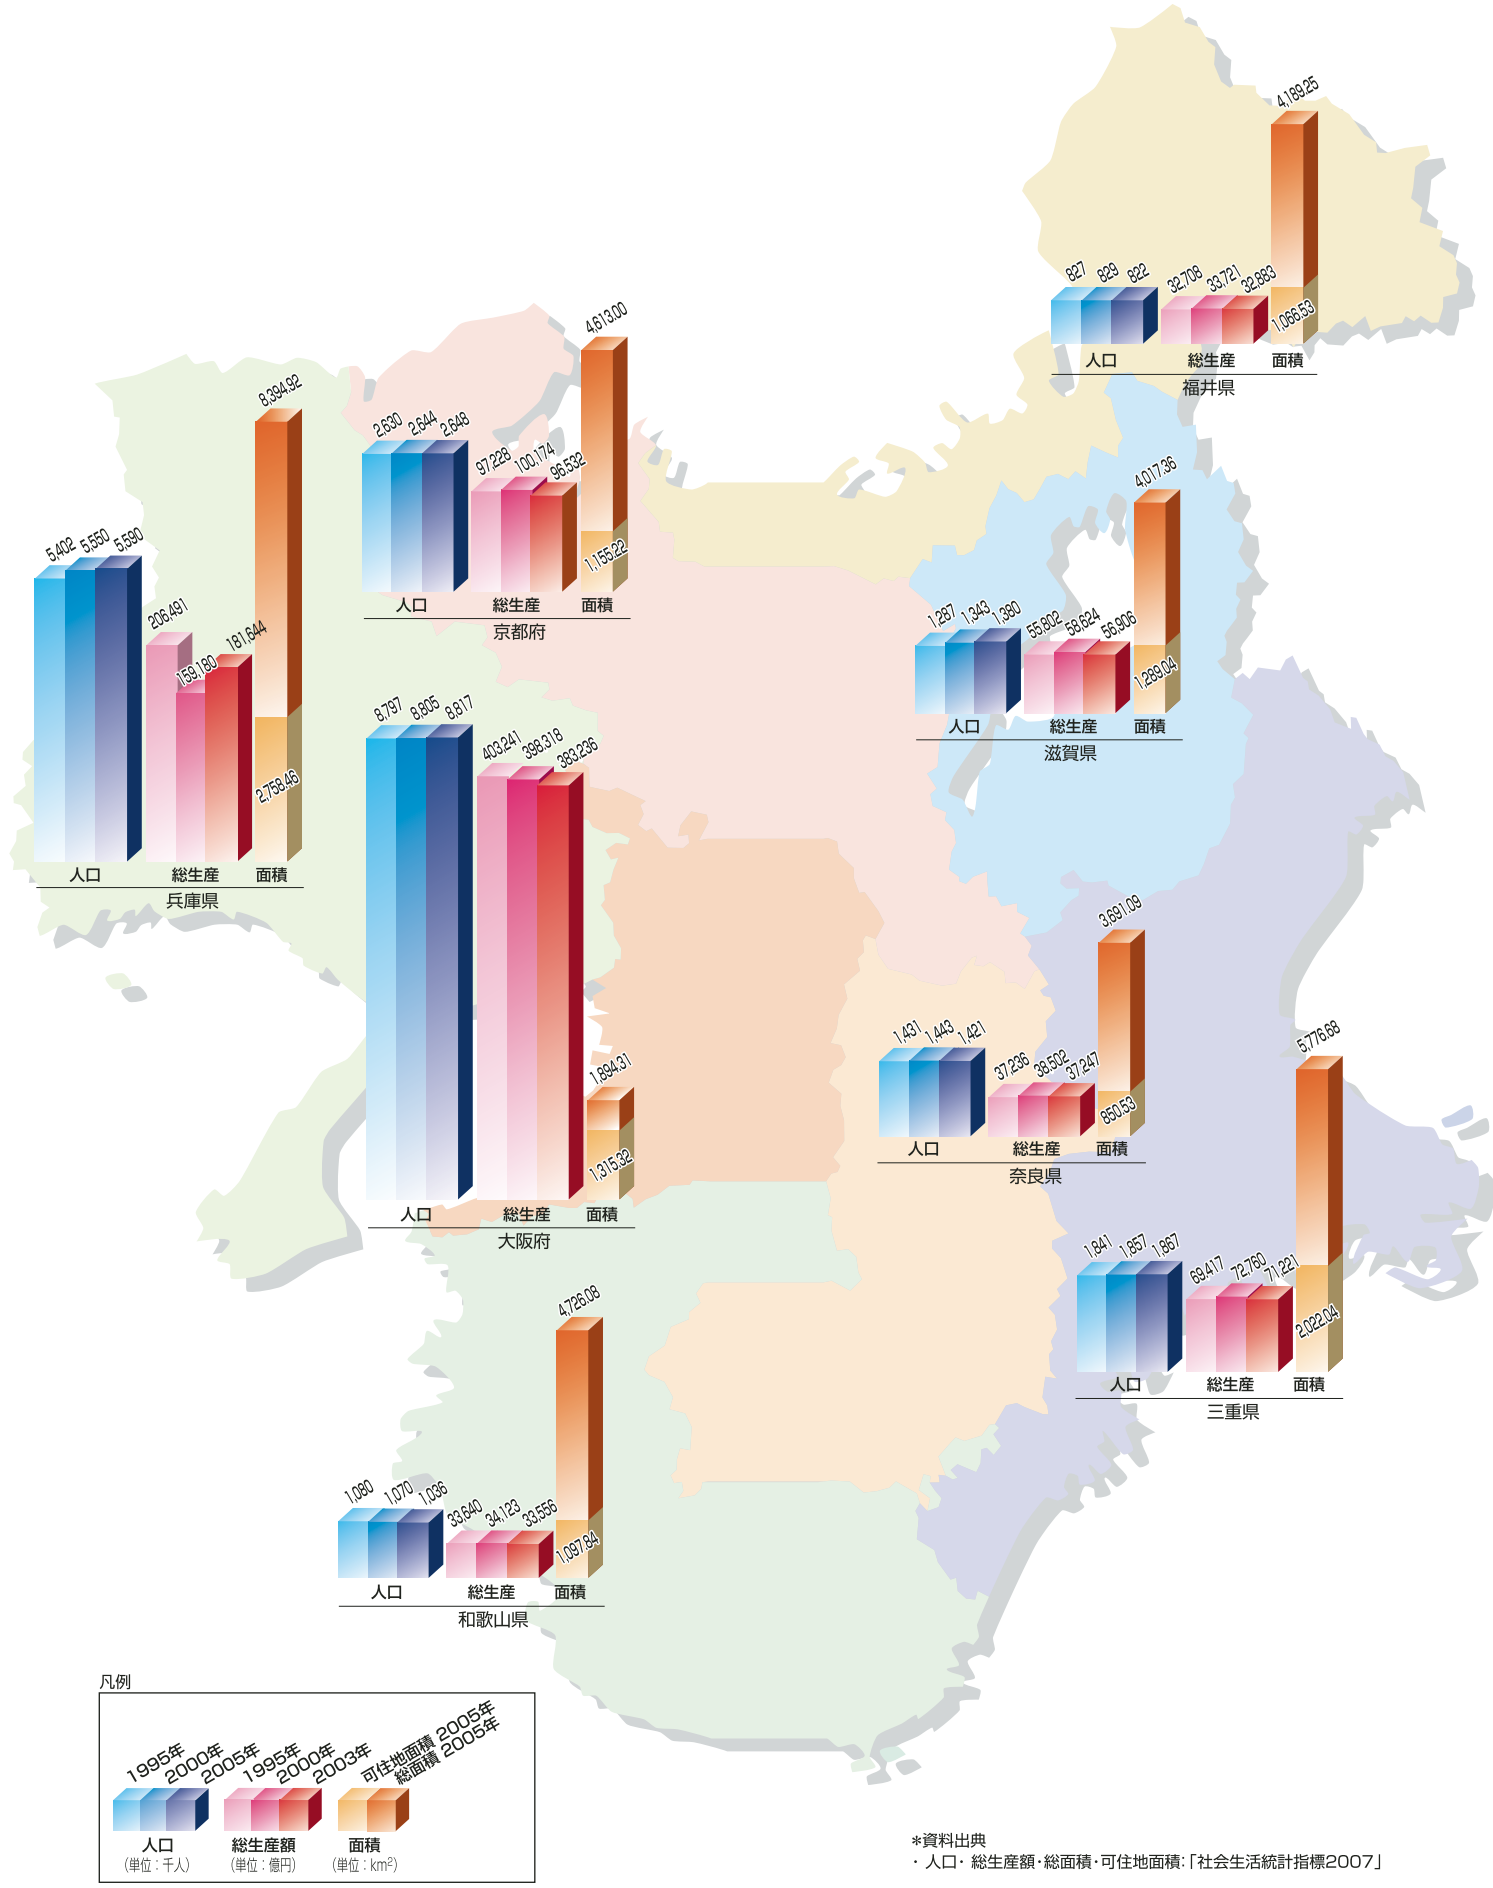 4,189.25
827 829 822
32,708 33,721 32,883
1,066.53
人口 総生産 面積
福井県
4,613.00
2,630 2,644 2,648
97,228 100,174 96,532
1,155.22
人口 総生産 面積
京都府
8,394.92
5,402 5,550 5,590
206,491 159,180 181,644
2,758.46
人口 総生産 面積
兵庫県
4,017.36
1,287 1,343 1,380
55,802 58,624 56,906
1,289.04
人口 総生産 面積
滋賀県
8,797 8,805 8,817
403,241 398,318 383,236
1,894.31
1,315.32
人口 総生産 面積
大阪府
3,691.09
1,431 1,443 1,421
37,236 38,502 37,247
850.53
人口 総生産 面積
奈良県
5,776.68
1,841 1,857 1,867
69,417 72,760 71,221
2,022.04
人口 総生産 面積
三重県
4,726.08
1,080 1,070 1,036
33,640 34,123 33,556
1,097.84
人口 総生産 面積
和歌山県
凡例
1995年 2000年 2005年
1995年 2000年 2003年
可住地面積 2005年
総面積 2005年
人口 総生産額 面積
(単位：千人) (単位：億円) (単位：km²)
*資料出典
・ 人口・ 総生産額・総面積・可住地面積：「社会生活統計指標2007」